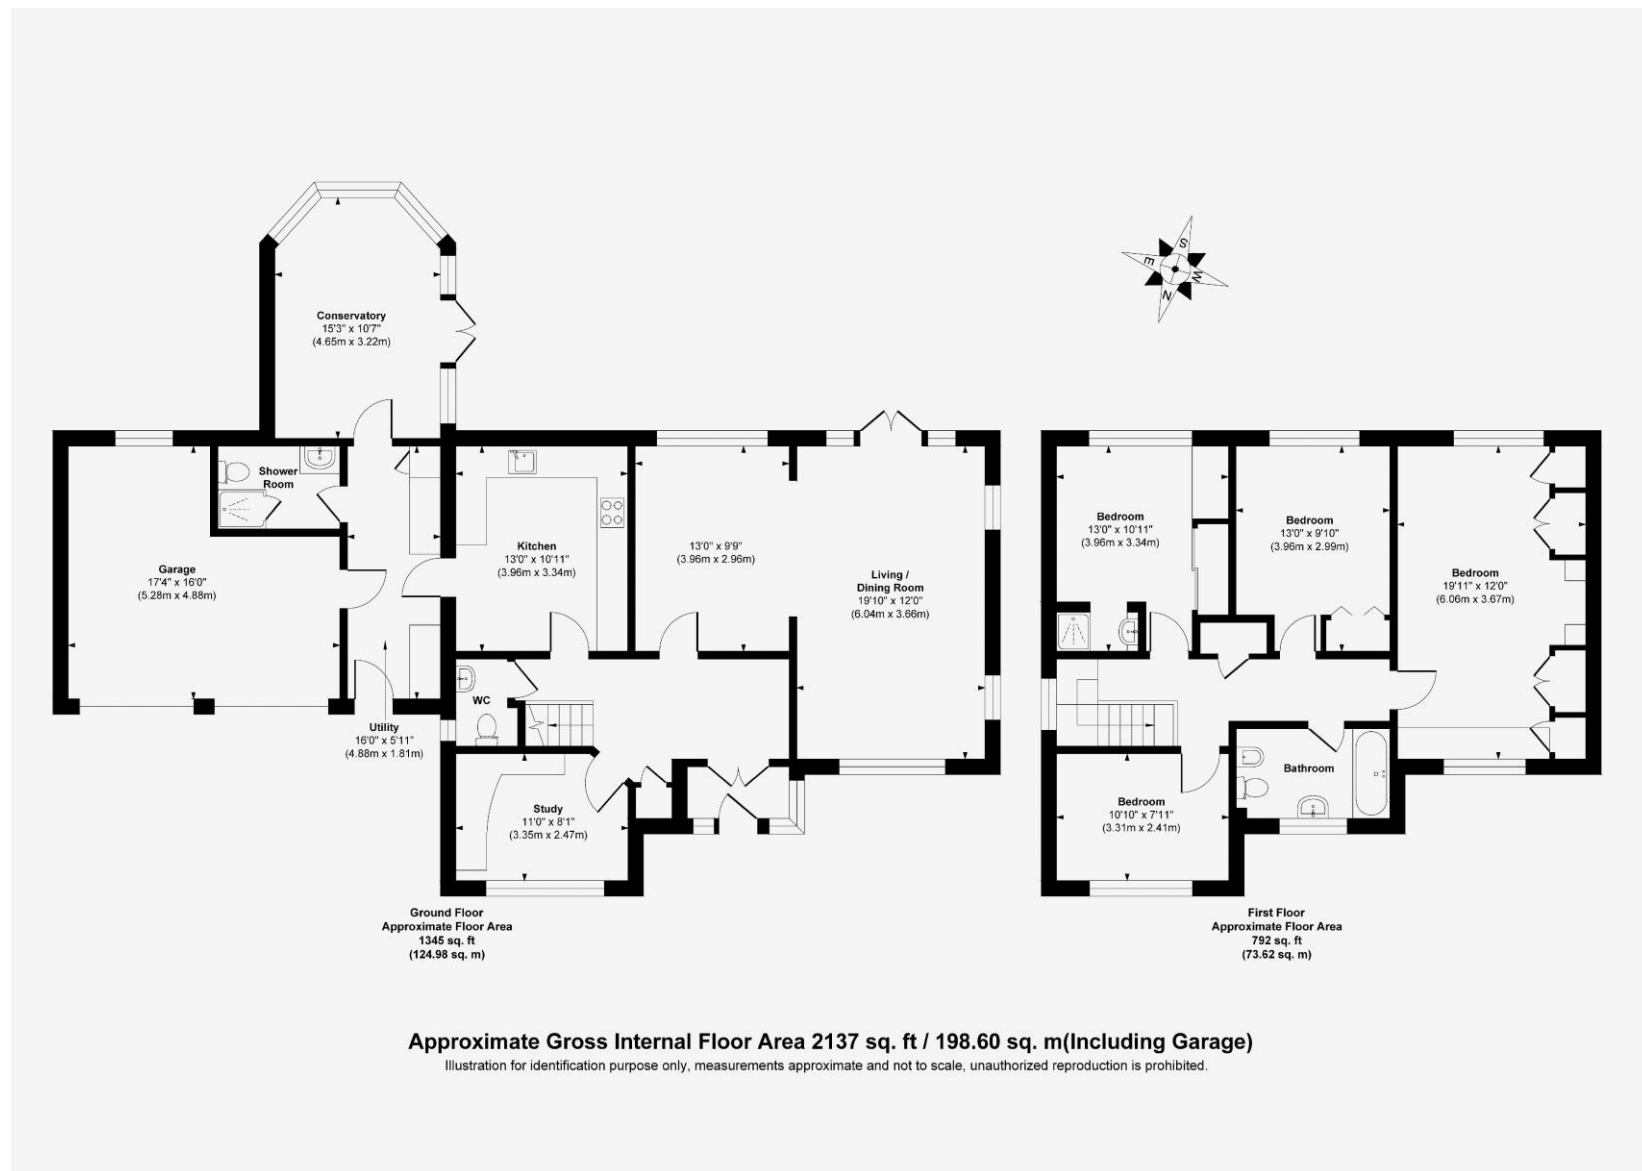 S
E
W
N
Conservatory
15'3" x 10'7"
(4.65m x 3.22m)
Shower
Room
Garage
17'4" x 16'0"
(5.28m x 4.88m)
Kitchen
13'0" x 10'11"
(3.96m x 3.34m)
13'0" x 9'9"
(3.96m x 2.96m)
Living /
Dining Room
19'10" x 12'0"
(6.04m x 3.66m)
WC
Utility
16'0" x 5'11"
(4.88m x 1.81m)
Study
11'0" x 8'1"
(3.35m x 2.47m)
Ground Floor
Approximate Floor Area
1345 sq. ft
(124.98 sq. m)
Bedroom
13'0" x 10'11"
(3.96m x 3.34m)
Bedroom
13'0" x 9'10"
(3.96m x 2.99m)
Bedroom
19'11" x 12'0"
(6.06m x 3.67m)
Bathroom
Bedroom
10'10" x 7'11"
(3.31m x 2.41m)
First Floor
Approximate Floor Area
792 sq. ft
(73.62 sq. m)
Approximate Gross Internal Floor Area 2137 sq. ft / 198.60 sq. m(Including Garage)
Illustration for identification purpose only, measurements approximate and not to scale, unauthorized reproduction is prohibited.